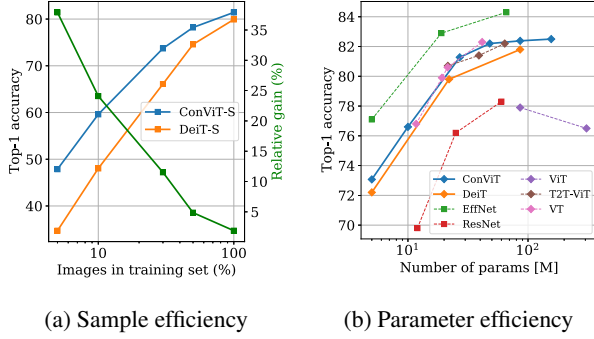 80
70
60
50
40
Top-1 accuracy
10
100
Images in training set (%)
35
30
25
20
15
10
5
Relative gain (%)
ConViT-S
DeiT-S
(a) Sample efficiency
84
82
80
78
76
74
72
70
Top-1 accuracy
10¹
10²
Number of params [M]
ConViT
DeiT
EffNet
ResNet
ViT
T2T-ViT
VT
(b) Parameter efficiency